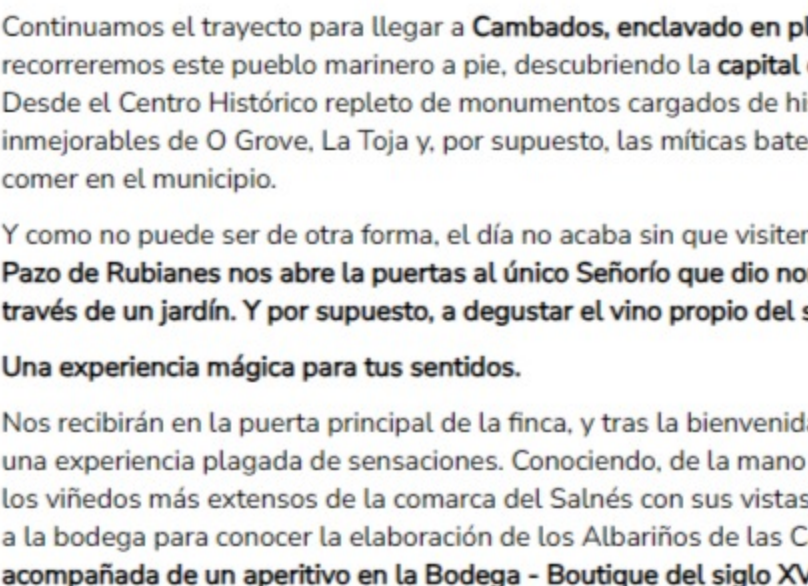 Continuamos el trayecto para llegar a Cambados, enclavado en
recorreremos este pueblo marinero a pie, descubriendo la capital
Desde el Centro Histórico repleto de monumentos cargados de
inmejorables de O Grove, La Toja y, por supuesto, las míticas
comer en el municipio.
Y como no puede ser de otra forma, el día no acaba sin que
Pazo de Rubianes nos abre la puertas al único Señorío que dio
través de un jardín. Y por supuesto, a degustar el vino propio del
Una experiencia mágica para tus sentidos.
Nos recibirán en la puerta principal de la finca, y tras la
una experiencia plagada de sensaciones. Conociendo, de la mano
los viñedos más extensos de la comarca del Salnés con sus vistas
a la bodega para conocer la elaboración de los Albariños de las
acompañada de un aperitivo en la Bodega - Boutique del siglo